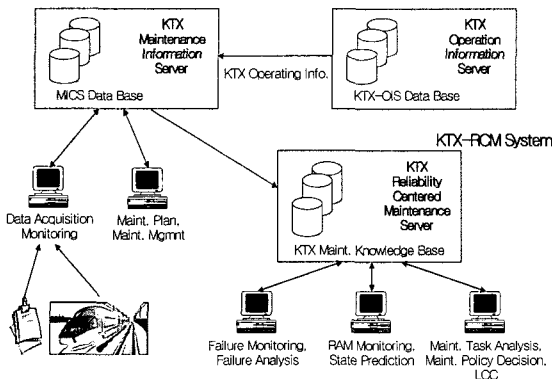 KTX
Maintenance
Information
Server
MICS Data Base
KTX Operating Info.
KTX
Operation
Information
Server
KTX-OIS Data Base
KTX-RCM System
KTX
Reliability
Centered
Maintenance
Server
KTX Maint. Knowledge Base
Data Acquisition
Monitoring
Maint. Plan,
Maint. Mgmnt
Failure Monitoring,
Failure Analysis
RAM Monitoring,
State Prediction
Maint. Task Analysis,
Maint. Policy Decision,
LCC